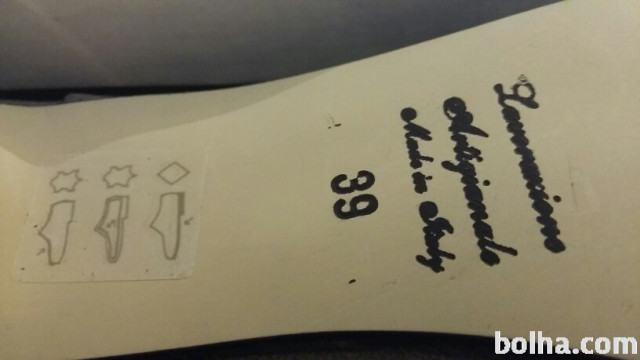 Lavorazione
Artigianale
Made in Italy
39
bolha.com